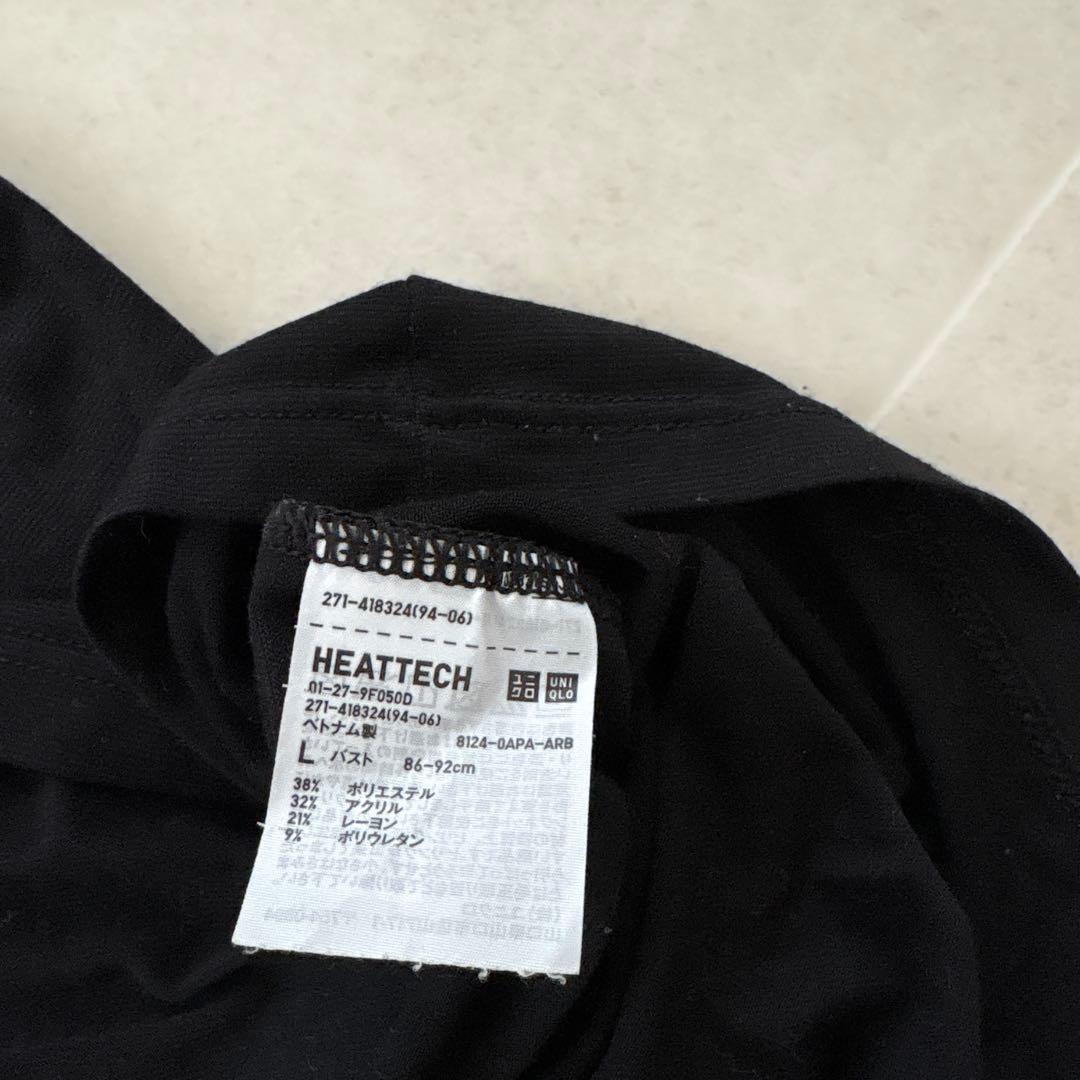 271-418324(94-06)
HEATTECH ユニクロ UNIQLO
01-27-9F050D
271-418324(94-06)
ベトナム製 8124-0APA-ARB
L バスト 86-92cm
38% ポリエステル
32% アクリル
21% レーヨン
9% ポリウレタン